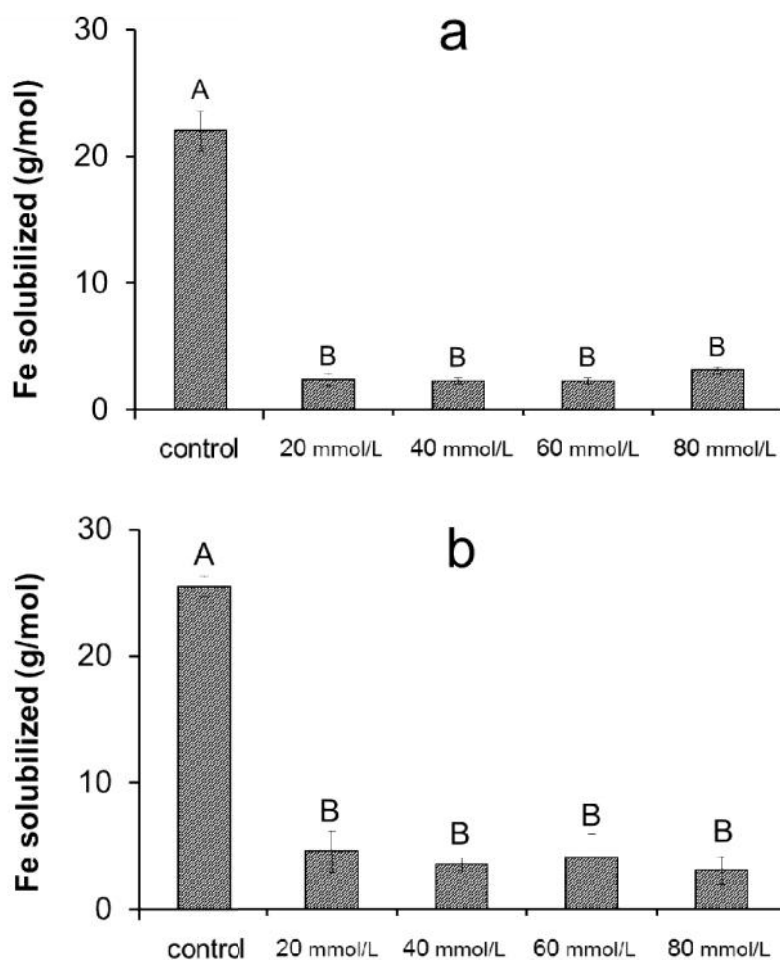 a
Fe solubilized (g/mol)
30
20
10
0
A
B
B
B
B
control
20 mmol/L
40 mmol/L
60 mmol/L
80 mmol/L
b
Fe solubilized (g/mol)
30
20
10
0
A
B
B
B
B
control
20 mmol/L
40 mmol/L
60 mmol/L
80 mmol/L